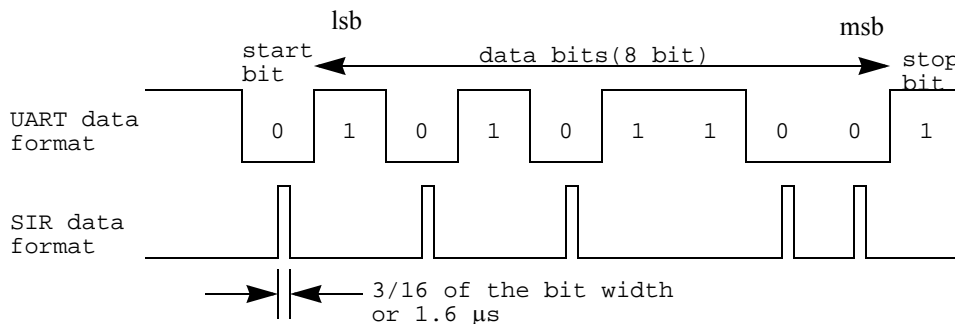 lsb msb
start data bits(8 bit) stop
bit bit
UART data
format
0 1 0 1 0 1 1 0 0 1
SIR data
format
3/16 of the bit width
or 1.6 μs